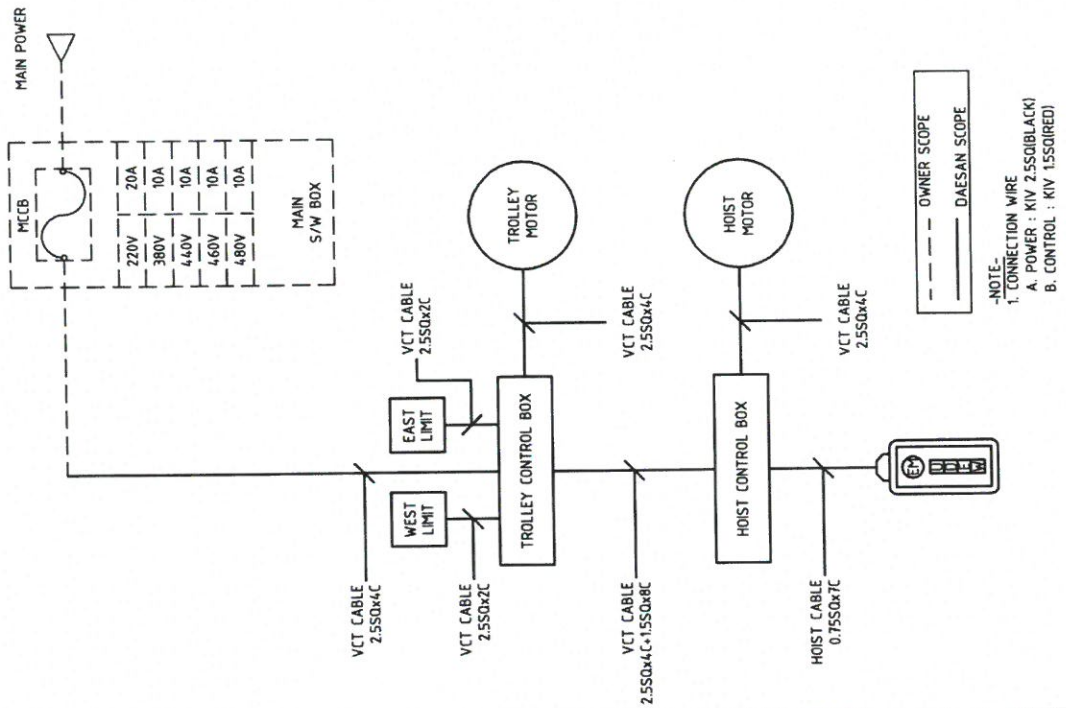 MAIN POWER
MCCB
220V 20A
380V 10A
440V 10A
460V 10A
480V 10A
MAIN
S/W BOX
VCT CABLE
2.5SQx4C
WEST
LIMIT
EAST
LIMIT
VCT CABLE
2.5SQx2C
VCT CABLE
2.5SQx2C
TROLLEY CONTROL BOX
TROLLEY
MOTOR
VCT CABLE
2.5SQx4C
VCT CABLE
2.5SQx4C+1.5SQx8C
HOIST CONTROL BOX
HOIST
MOTOR
VCT CABLE
2.5SQx4C
HOIST CABLE
0.75SQx7C
EM
U
D
E
W
OWNER SCOPE
DAESAN SCOPE
-NOTE-
1. CONNECTION WIRE
A. POWER : KIV 2.5SQ(BLACK)
B. CONTROL : KIV 1.5SQ(RED)